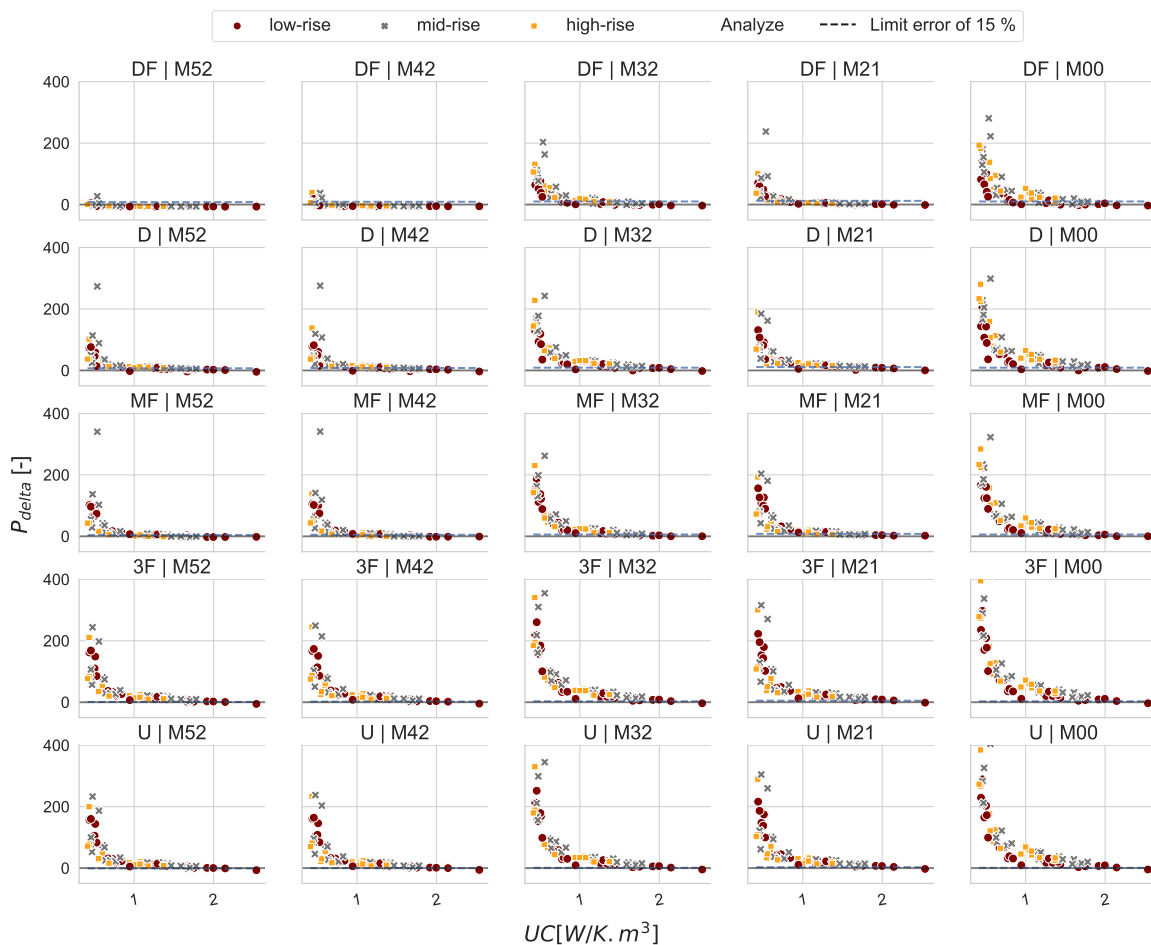 low-rise mid-rise high-rise Analyze Limit error of 15 %
DF | M52 DF | M42 DF | M32 DF | M21 DF | M00
400
200
0
D | M52 D | M42 D | M32 D | M21 D | M00
400
200
0
MF | M52 MF | M42 MF | M32 MF | M21 MF | M00
400
200
0
P_delta [-]
3F | M52 3F | M42 3F | M32 3F | M21 3F | M00
400
200
0
U | M52 U | M42 U | M32 U | M21 U | M00
400
200
0
1 2 1 2 1 2 1 2 1 2
UC[W/K.m³]